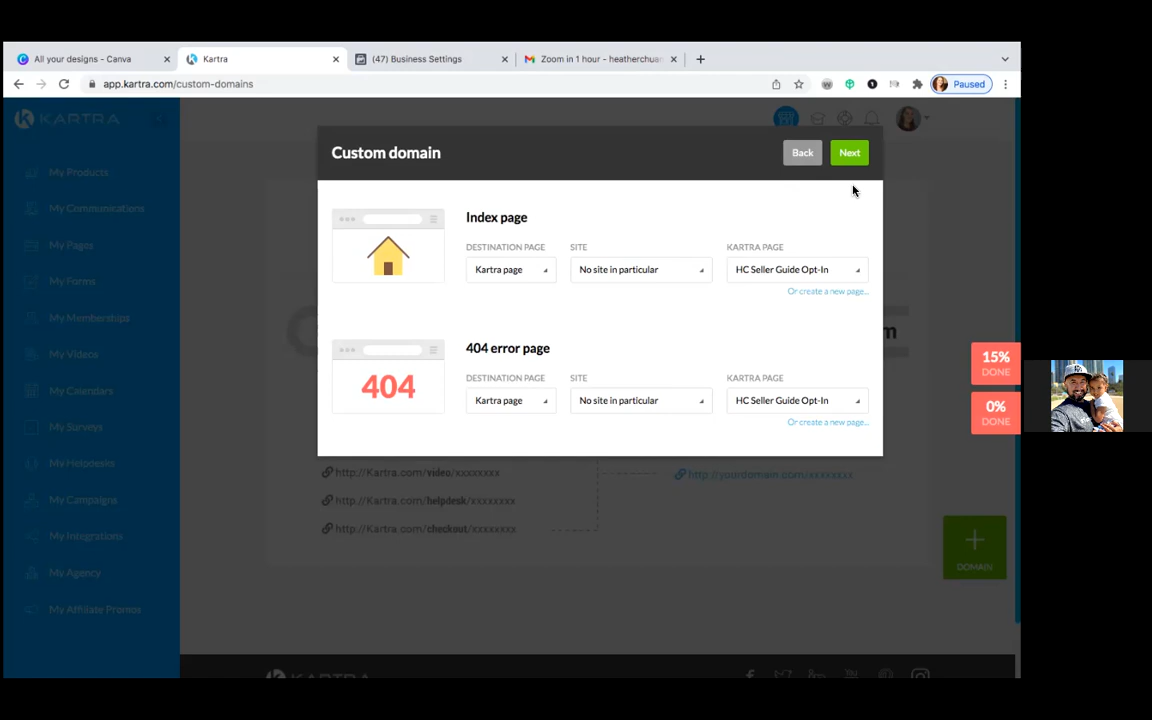 All your designs - Canva
Kartra
(47) Business Settings
Zoom in 1 hour - heatherchuan
app.kartra.com/custom-domains
Paused
KARTRA
My Products
My Communications
My Pages
My Forms
My Memberships
My Videos
My Calendars
My Surveys
My Helpdesks
My Campaigns
My Integrations
My Agency
My Affiliate Promos
Custom domain
Back
Next
Index page
DESTINATION PAGE
SITE
KARTRA PAGE
Kartra page
No site in particular
HC Seller Guide Opt-In
Or create a new page...
404
404 error page
DESTINATION PAGE
SITE
KARTRA PAGE
Kartra page
No site in particular
HC Seller Guide Opt-In
Or create a new page...
http://Kartra.com/video/xxxxxxxx
http://Kartra.com/helpdesk/xxxxxxxx
http://Kartra.com/checkout/xxxxxxxx
http://yourdomain.com/xxxxxxxx
15%
DONE
0%
DONE
DOMAIN
KARTRA